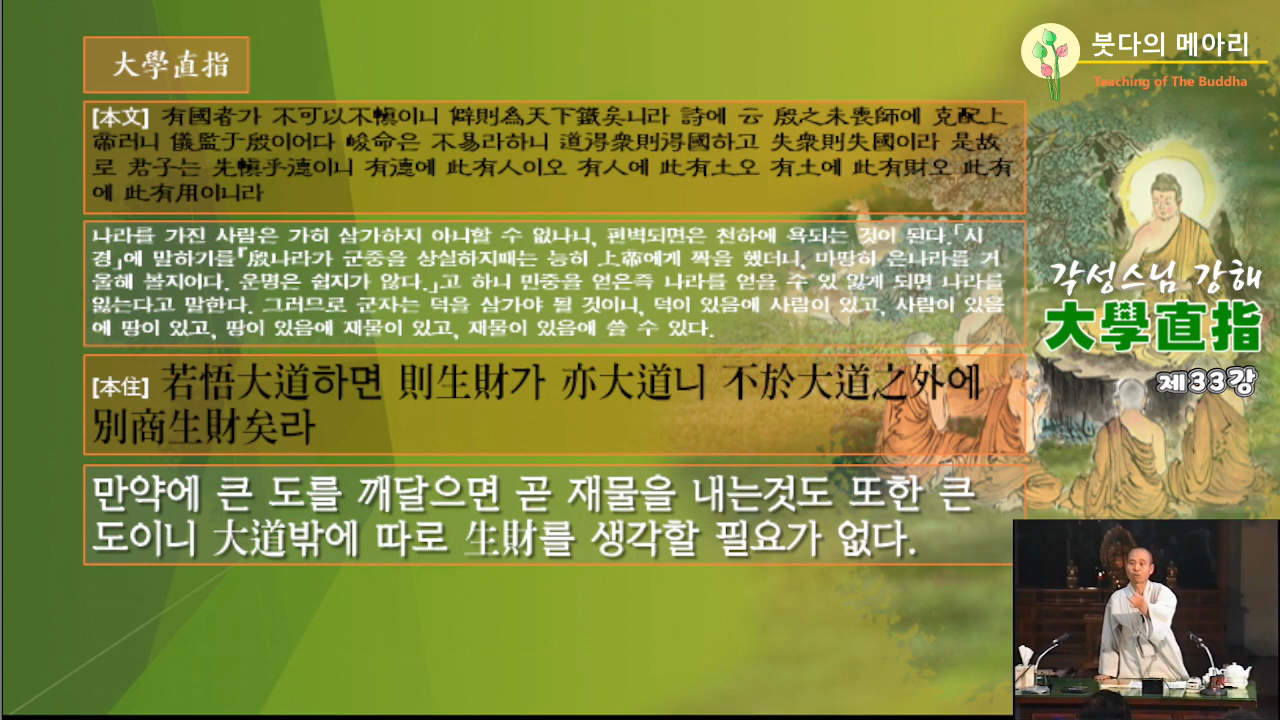 大學直指
[本文] 有國者가 不可以不愼이니 僻則為天下鐵矣니라 詩에 云 殷之未喪師에 克配上
帝러니 儀監于殷이어다 峻命은 不易라하니 道得衆則得國하고 失衆則失國이라 是故
로 君子는 先愼乎德이니 有德에 此有人이오 有人에 此有土오 有土에 此有財오 此有
에 此有用이니라
나라를 가진 사람은 가히 삼가하지 아니할 수 없나니, 편벽되면은 천하에 욕되는 것이 된다.「시
경」에 말하기를『殷나라가 군중을 상실하지때는 능히 上帝에게 짝을 했더니, 마땅히 은나라를 거
울해 볼지어다. 운명은 쉽지가 않다.」고 하니 민중을 얻은즉 나라를 얻을 수 있 잃게 되면 나라를
잃는다고 말한다. 그러므로 군자는 덕을 삼가야 될 것이니, 덕이 있음에 사람이 있고, 사람이 있음
에 땅이 있고, 땅이 있음에 재물이 있고, 재물이 있음에 쓸 수 있다.
[本住] 若悟大道하면 則生財가 亦大道니 不於大道之外에
別商生財矣라
만약에 큰 도를 깨달으면 곧 재물을 내는것도 또한 큰
도이니 大道밖에 따로 生財를 생각할 필요가 없다.
붓다의 메아리
Teaching of The Buddha
각성스님 강해
大學直指
제33강